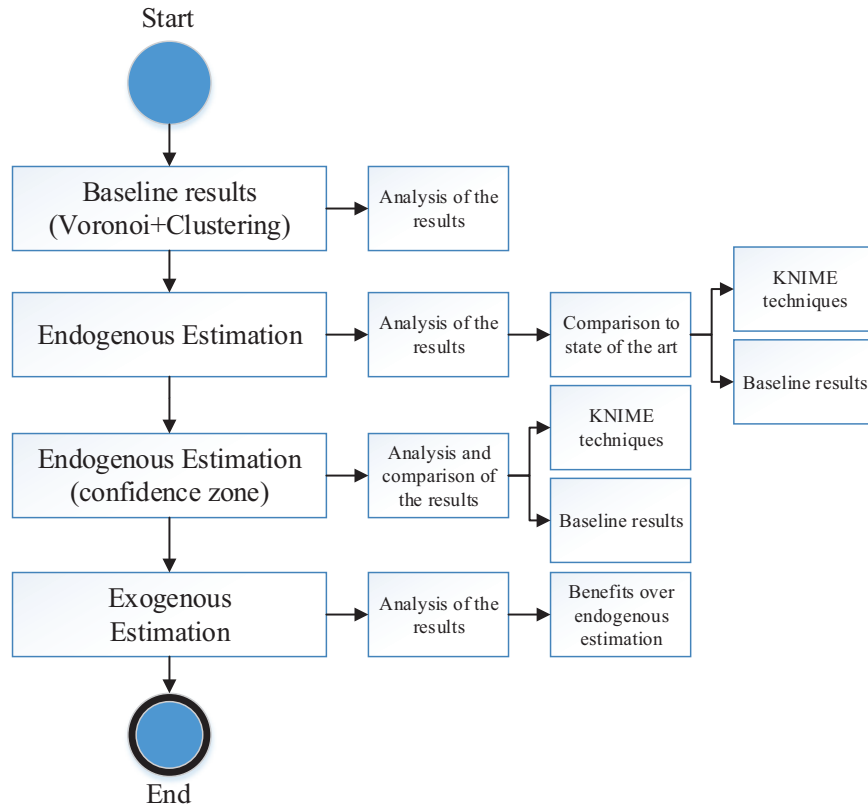 Start
Baseline results
(Voronoi+Clustering)
Analysis of the
results
Endogenous Estimation
Analysis of the
results
Comparison to
state of the art
KNIME
techniques
Baseline results
Endogenous Estimation
(confidence zone)
Analysis and
comparison of
the results
KNIME
techniques
Baseline results
Exogenous
Estimation
Analysis of the
results
Benefits over
endogenous
estimation
End